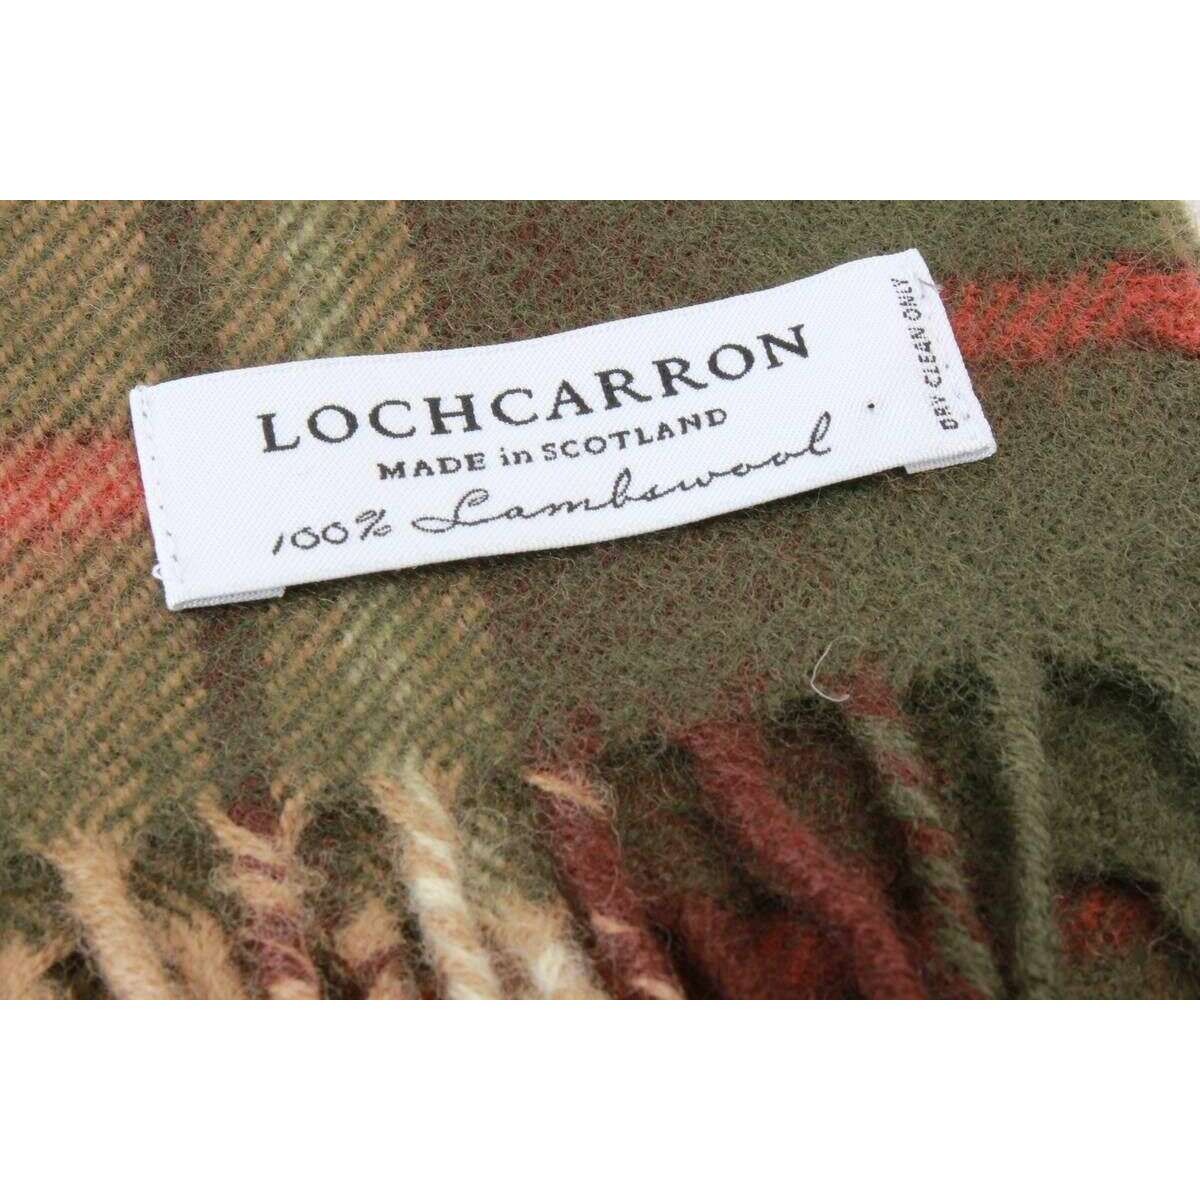 LOCHCARRON
MADE in SCOTLAND
100% Lambswool
DRY CLEAN ONLY